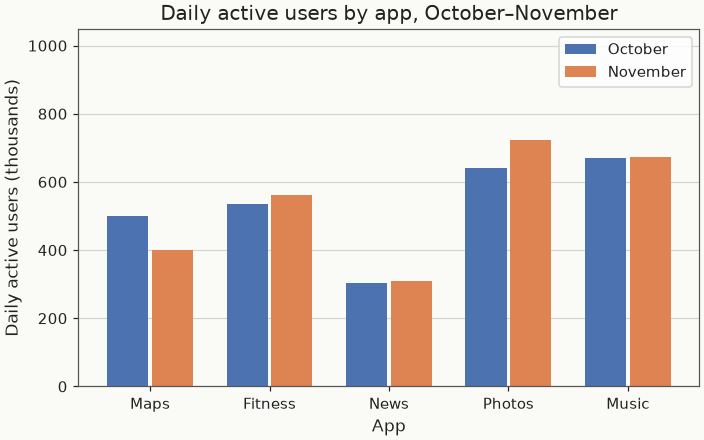 Daily active users by app, October–November
Daily active users (thousands)
1000
800
600
400
200
0
October
November
Maps
Fitness
News
Photos
Music
App